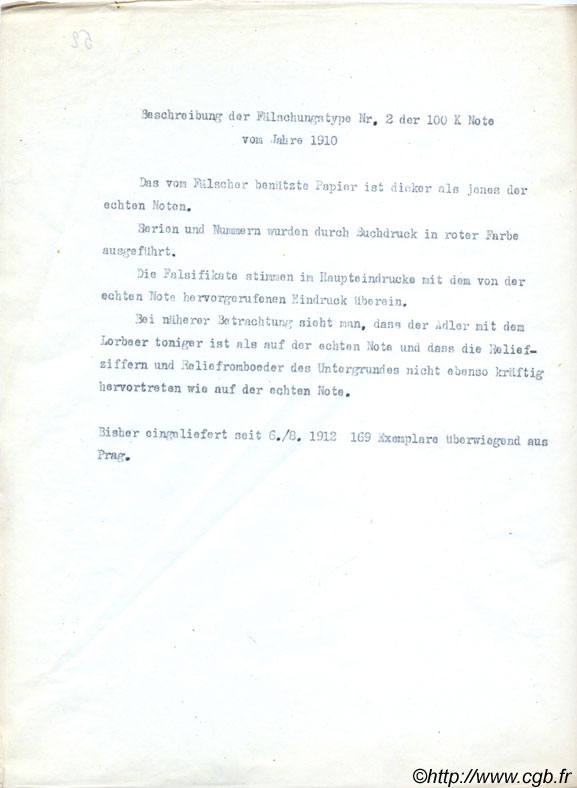 52
Beschreibung der Fälschungstype Nr. 2 der 100 K Note
vom Jahre 1910
Das vom Fälscher benützte Papier ist dicker als jenes der
echten Noten.
Serien und Nummern wurden durch Buchdruck in roter Farbe
ausgeführt.
Die Falsifikate stimmen im Haupteindrucke mit dem von der
echten Note hervorgerufenen Eindruck überein.
Bei näherer Betrachtung sieht man, dass der Adler mit dem
Lorbeer toniger ist als auf der echten Note und dass die Relief-
ziffern und Reliefromboeder des Untergrundes nicht ebenso kräftig
hervortreten wie auf der echten Note.
Bisher eingeliefert seit 6./8. 1912 169 Exemplare überwiegend aus
Prag.
©http://www.cgb.fr